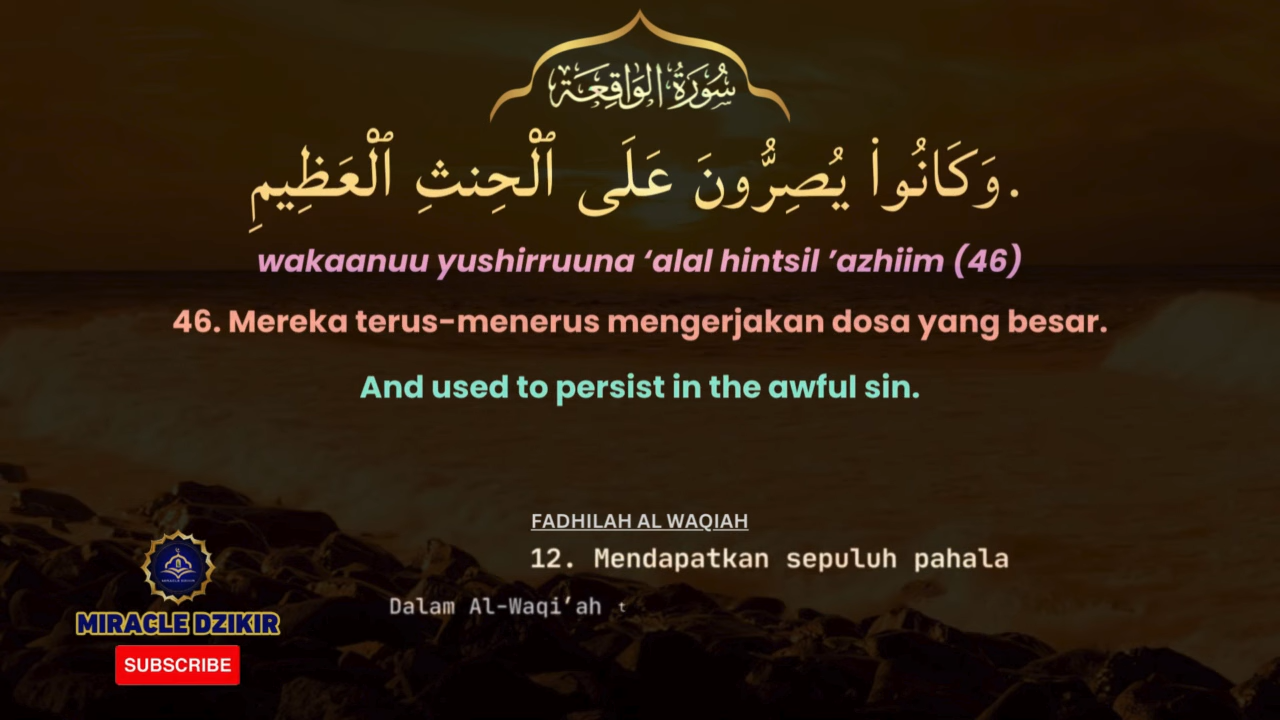 سُورَةُ الوَاقِعَة
وَكَانُوا۟ يُصِرُّونَ عَلَى ٱلْحِنثِ ٱلْعَظِيمِ.
wakaanuu yushirruuna ‘alal hintsil ’azhiim (46)
46. Mereka terus-menerus mengerjakan dosa yang besar.
And used to persist in the awful sin.
FADHILAH AL WAQIAH
12. Mendapatkan sepuluh pahala
Dalam Al-Waqi’ah t
MIRACLE DZIKIR
MIRACLE DZIKIR
SUBSCRIBE